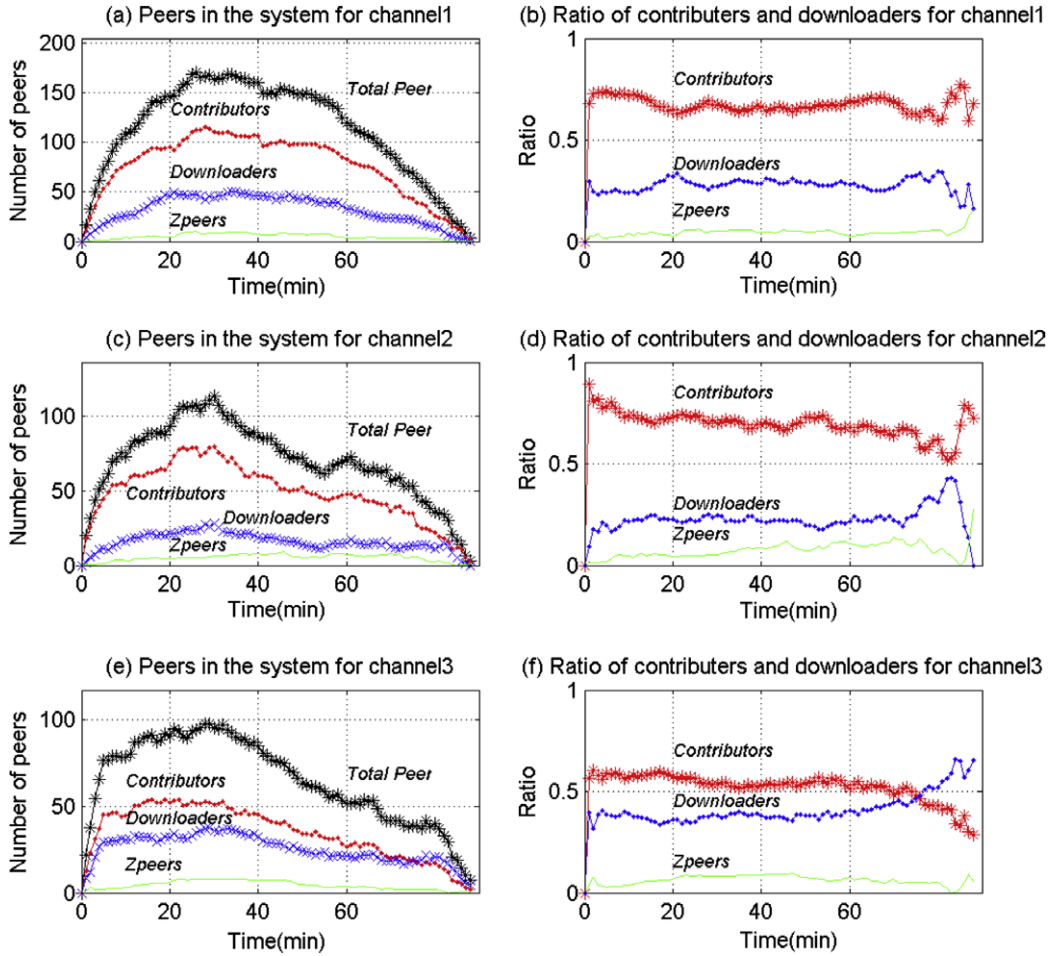 (a) Peers in the system for channel1
Number of peers
200
150
100
50
0
Total Peer
Contributors
Downloaders
Zpeers
0
20
40
60
Time(min)
(b) Ratio of contributers and downloaders for channel1
Ratio
1
0.5
0
Contributors
Downloaders
Zpeers
0
20
40
60
Time(min)
(c) Peers in the system for channel2
Number of peers
100
50
0
Total Peer
Contributors
Downloaders
Zpeers
0
20
40
60
Time(min)
(d) Ratio of contributers and downloaders for channel2
Ratio
1
0.5
0
Contributors
Downloaders
Zpeers
0
20
40
60
Time(min)
(e) Peers in the system for channel3
Number of peers
100
50
0
Contributors
Total Peer
Downloaders
Zpeers
0
20
40
60
Time(min)
(f) Ratio of contributers and downloaders for channel3
Ratio
1
0.5
0
Contributors
Downloaders
Zpeers
0
20
40
60
Time(min)